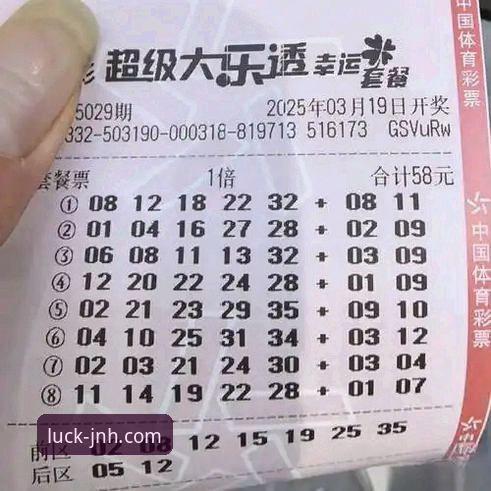 彩 超级大乐透幸运套餐
5029期 2025年03月19日开奖
332-503190-000318-819713 516173 GSVuRw
套餐票 1倍 合计58元
① 08 12 18 22 32 + 08 11
② 01 04 16 27 28 + 02 09
③ 06 08 11 13 32 + 03 09
④ 12 20 22 24 28 + 01 09
⑤ 02 21 23 29 35 + 09 10
⑥ 04 10 25 31 34 + 03 12
⑦ 02 03 21 24 30 + 03 04
⑧ 11 14 19 22 28 + 01 07
前区 02 08 12 15 19 25 35
后区 05 12
luck-jnh.com
中国体育彩票
中国体育彩票